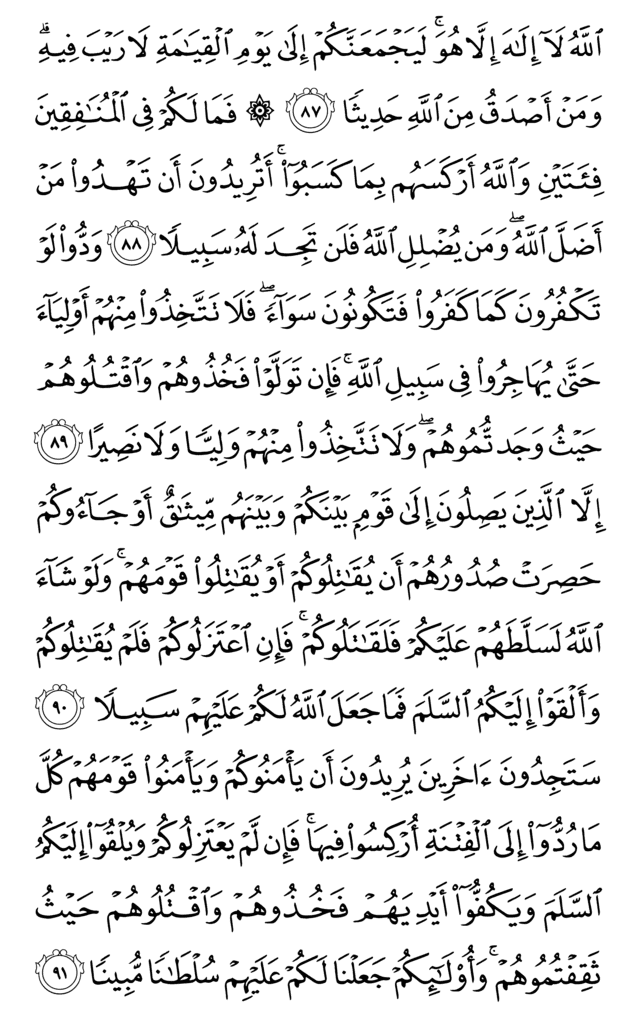 ٱللَّهُ لَآ إِلَٰهَ إِلَّا هُوَۚ لَيَجۡمَعَنَّكُمۡ إِلَىٰ يَوۡمِ ٱلۡقِيَٰمَةِ لَا رَيۡبَ فِيهِۗ
وَمَنۡ أَصۡدَقُ مِنَ ٱللَّهِ حَدِيثٗا ٨٧ ۞ فَمَا لَكُمۡ فِي ٱلۡمُنَٰفِقِينَ
فِئَتَيۡنِ وَٱللَّهُ أَرۡكَسَهُم بِمَا كَسَبُوٓاْۚ أَتُرِيدُونَ أَن تَهۡدُواْ مَنۡ
أَضَلَّ ٱللَّهُۖ وَمَن يُضۡلِلِ ٱللَّهُ فَلَن تَجِدَ لَهُۥ سَبِيلٗا ٨٨ وَدُّواْ لَوۡ
تَكۡفُرُونَ كَمَا كَفَرُواْ فَتَكُونُونَ سَوَآءٗۖ فَلَا تَتَّخِذُواْ مِنۡهُمۡ أَوۡلِيَآءَ
حَتَّىٰ يُهَاجِرُواْ فِي سَبِيلِ ٱللَّهِۚ فَإِن تَوَلَّوۡاْ فَخُذُوهُمۡ وَٱقۡتُلُوهُمۡ
حَيۡثُ وَجَدتُّمُوهُمۡۖ وَلَا تَتَّخِذُواْ مِنۡهُمۡ وَلِيّٗا وَلَا نَصِيرًا ٨٩
إِلَّا ٱلَّذِينَ يَصِلُونَ إِلَىٰ قَوۡمِۭ بَيۡنَكُمۡ وَبَيۡنَهُم مِّيثَٰقٌ أَوۡ جَآءُوكُمۡ
حَصِرَتۡ صُدُورُهُمۡ أَن يُقَٰتِلُوكُمۡ أَوۡ يُقَٰتِلُواْ قَوۡمَهُمۡۚ وَلَوۡ شَآءَ
ٱللَّهُ لَسَلَّطَهُمۡ عَلَيۡكُمۡ فَلَقَٰتَلُوكُمۡۚ فَإِنِ ٱعۡتَزَلُوكُمۡ فَلَمۡ يُقَٰتِلُوكُمۡ
وَأَلۡقَوۡاْ إِلَيۡكُمُ ٱلسَّلَمَ فَمَا جَعَلَ ٱللَّهُ لَكُمۡ عَلَيۡهِمۡ سَبِيلٗا ٩٠
سَتَجِدُونَ ءَاخَرِينَ يُرِيدُونَ أَن يَأۡمَنُوكُمۡ وَيَأۡمَنُواْ قَوۡمَهُمۡ كُلَّ
مَا رُدُّوٓاْ إِلَى ٱلۡفِتۡنَةِ أُرۡكِسُواْ فِيهَاۚ فَإِن لَّمۡ يَعۡتَزِلُوكُمۡ وَيُلۡقُوٓاْ إِلَيۡكُمُ
ٱلسَّلَمَ وَيَكُفُّوٓاْ أَيۡدِيَهُمۡ فَخُذُوهُمۡ وَٱقۡتُلُوهُمۡ حَيۡثُ
ثَقِفۡتُمُوهُمۡۚ وَأُوْلَٰٓئِكُمۡ جَعَلۡنَا لَكُمۡ عَلَيۡهِمۡ سُلۡطَٰنٗا مُّبِينٗا ٩١